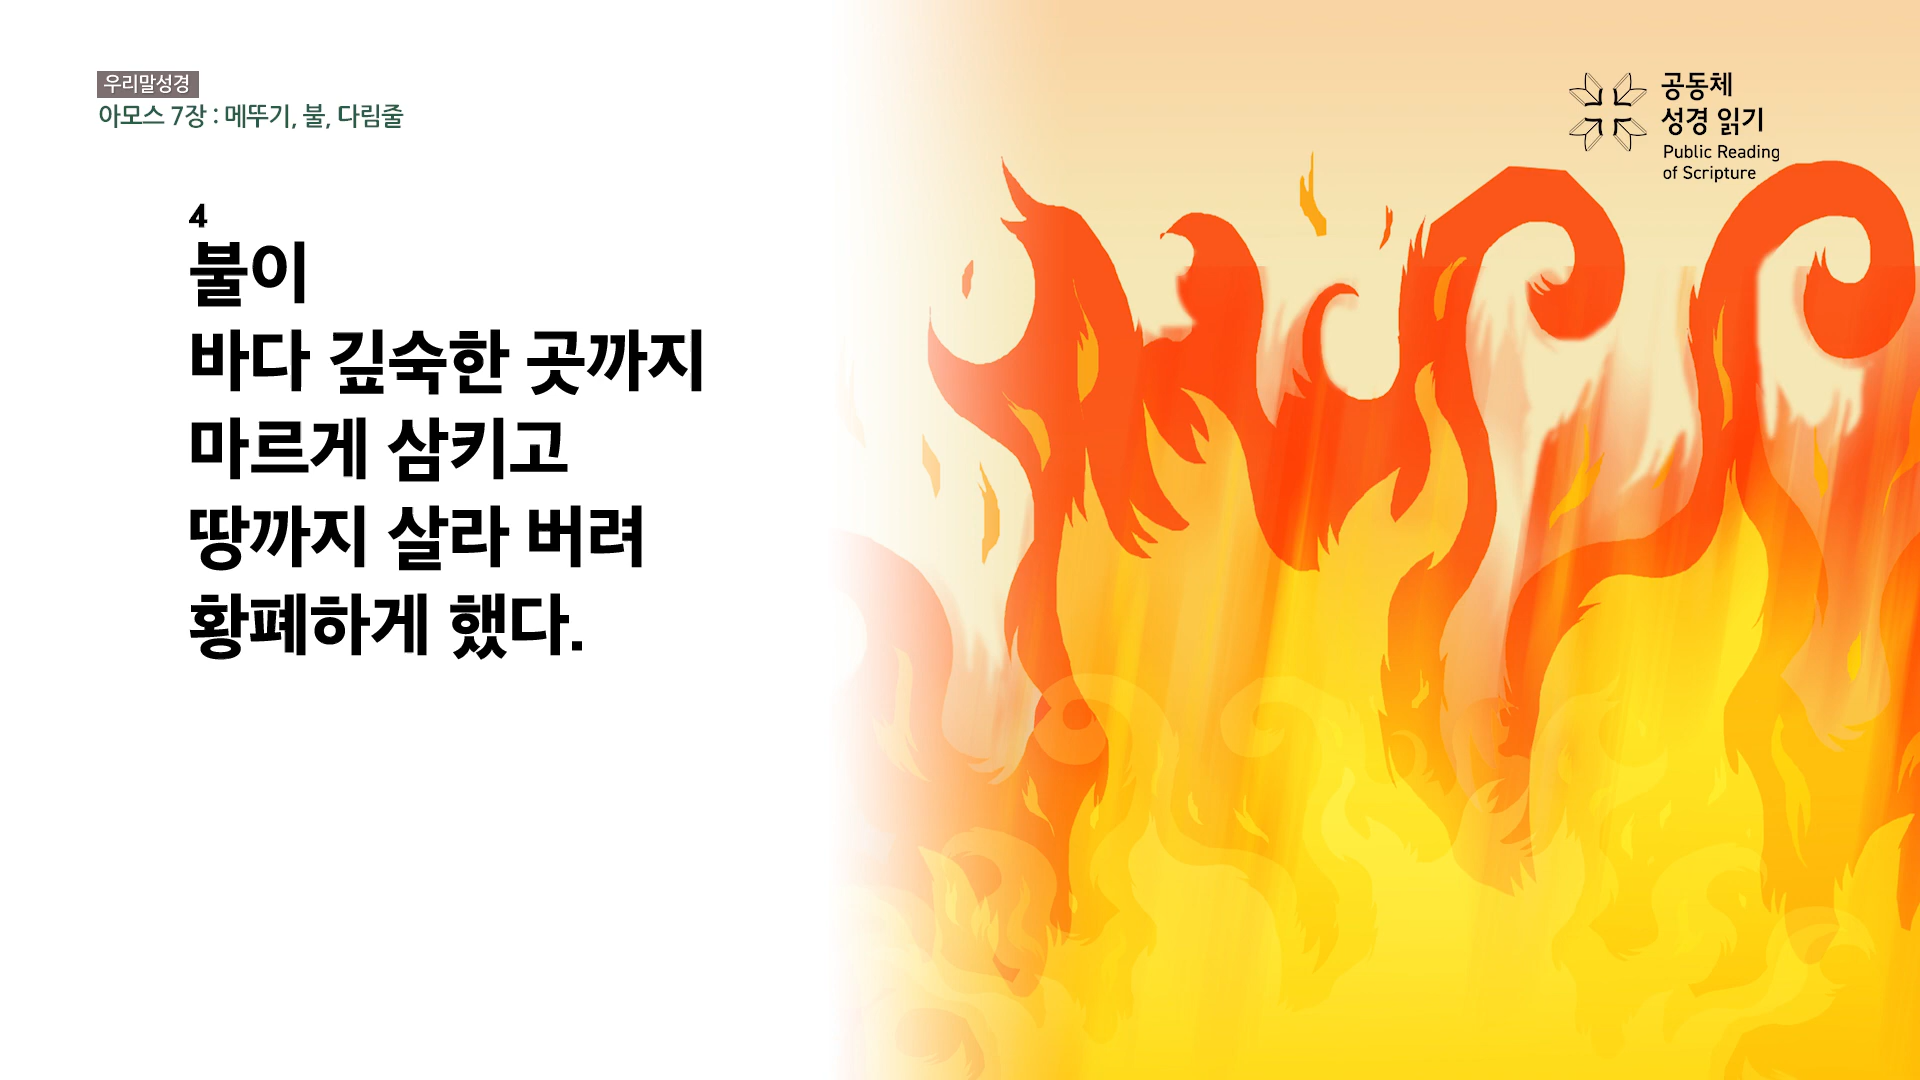 우리말성경
아모스 7장 : 메뚜기, 불, 다림줄
공동체
성경 읽기
Public Reading
of Scripture
4
불이
바다 깊숙한 곳까지
마르게 삼키고
땅까지 살라 버려
황폐하게 했다.